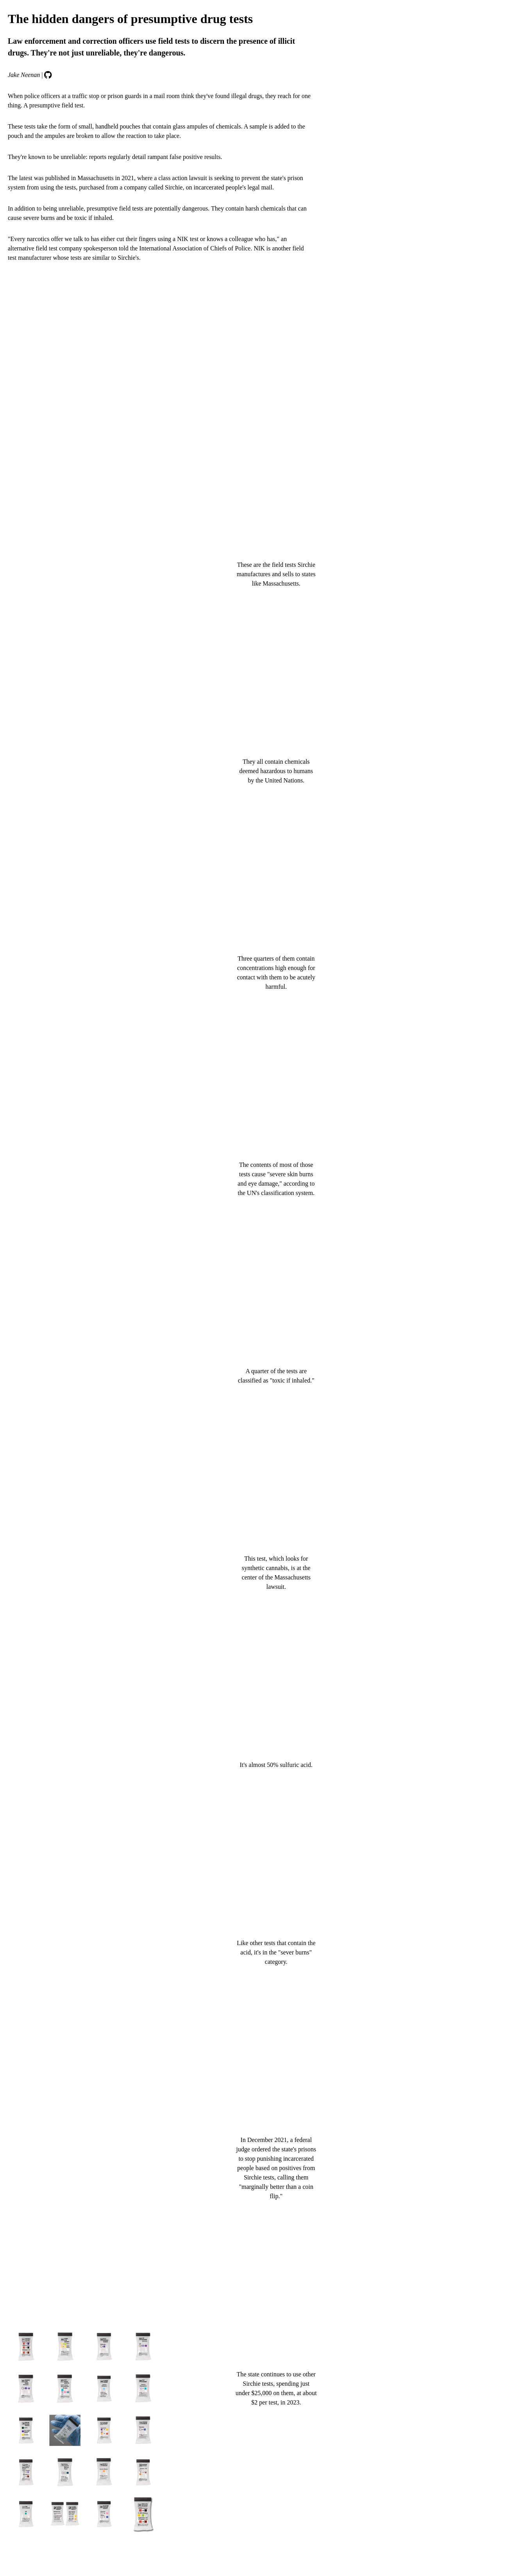 The hidden dangers of presumptive drug tests
Law enforcement and correction officers use field tests to discern the presence of illicit
drugs. They're not just unreliable, they're dangerous.
Jake Neenan |
When police officers at a traffic stop or prison guards in a mail room think they've found illegal drugs, they reach for one
thing. A presumptive field test.
These tests take the form of small, handheld pouches that contain glass ampules of chemicals. A sample is added to the
pouch and the ampules are broken to allow the reaction to take place.
They're known to be unreliable: reports regularly detail rampant false positive results.
The latest was published in Massachusetts in 2021, where a class action lawsuit is seeking to prevent the state's prison
system from using the tests, purchased from a company called Sirchie, on incarcerated people's legal mail.
In addition to being unreliable, presumptive field tests are potentially dangerous. They contain harsh chemicals that can
cause severe burns and be toxic if inhaled.
"Every narcotics offer we talk to has either cut their fingers using a NIK test or knows a colleague who has," an
alternative field test company spokesperson told the International Association of Chiefs of Police. NIK is another field
test manufacturer whose tests are similar to Sirchie's.
These are the field tests Sirchie
manufactures and sells to states
like Massachusetts.
They all contain chemicals
deemed hazardous to humans
by the United Nations.
Three quarters of them contain
concentrations high enough for
contact with them to be acutely
harmful.
The contents of most of those
tests cause "severe skin burns
and eye damage," according to
the UN's classification system.
A quarter of the tests are
classified as "toxic if inhaled."
This test, which looks for
synthetic cannabis, is at the
center of the Massachusetts
lawsuit.
It's almost 50% sulfuric acid.
Like other tests that contain the
acid, it's in the "sever burns"
category.
In December 2021, a federal
judge ordered the state's prisons
to stop punishing incarcerated
people based on positives from
Sirchie tests, calling them
"marginally better than a coin
flip."
The state continues to use other
Sirchie tests, spending just
under $25,000 on them, at about
$2 per test, in 2023.